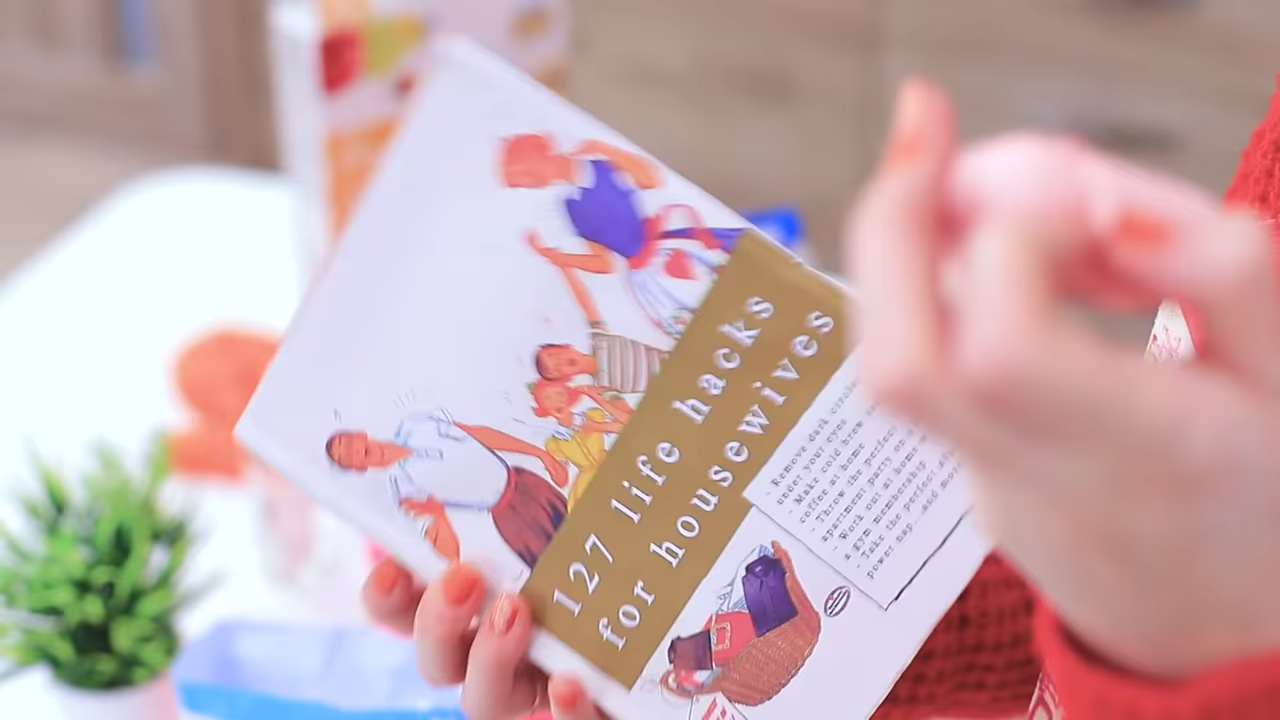 127 life hacks
for housewives
- Remove dark circles
under your eyes
- Make cold brew
coffee at home
- Throw the perfect
apartment party on
- Work out at home
a gym membership
- Take the perfect
power nap...and more